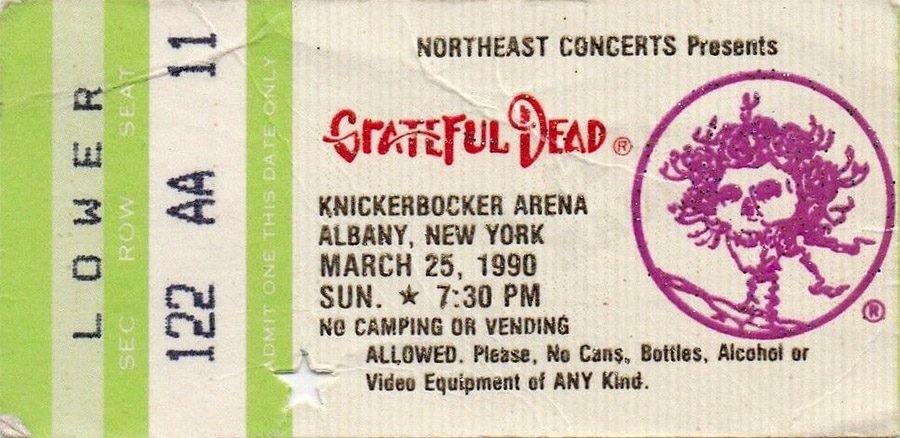 LOWER
SEC ROW SEAT
122 AA 11
ADMIT ONE THIS DATE ONLY
NORTHEAST CONCERTS Presents
GRATEFUL DEAD ®
KNICKERBOCKER ARENA
ALBANY, NEW YORK
MARCH 25, 1990
SUN. ★ 7:30 PM
NO CAMPING OR VENDING
ALLOWED. Please, No Cans, Bottles, Alcohol or
Video Equipment of ANY Kind.
®